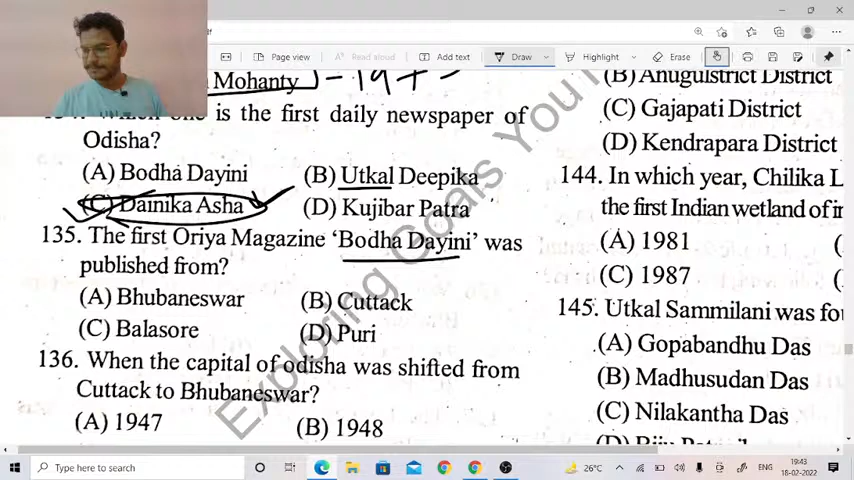 df
Page view
Read aloud
Add text
Draw
Highlight
Erase
Mohanty - 197
is the first daily newspaper of
Odisha?
(A) Bodha Dayini (B) Utkal Deepika
(C) Dainika Asha (D) Kujibar Patra
135. The first Oriya Magazine ‘Bodha Dayini’ was
published from?
(A) Bhubaneswar (B) Cuttack
(C) Balasore (D) Puri
136. When the capital of odisha was shifted from
Cuttack to Bhubaneswar?
(A) 1947 (B) 1948
(B) Anugulstrict District
(C) Gajapati District
(D) Kendrapara District
144. In which year, Chilika L
the first Indian wetland of in
(A) 1981
(C) 1987
145. Utkal Sammilani was fou
(A) Gopabandhu Das
(B) Madhusudan Das
(C) Nilakantha Das
Exploring Goals You
Type here to search
26°C
ENG
19:43
18-02-2022